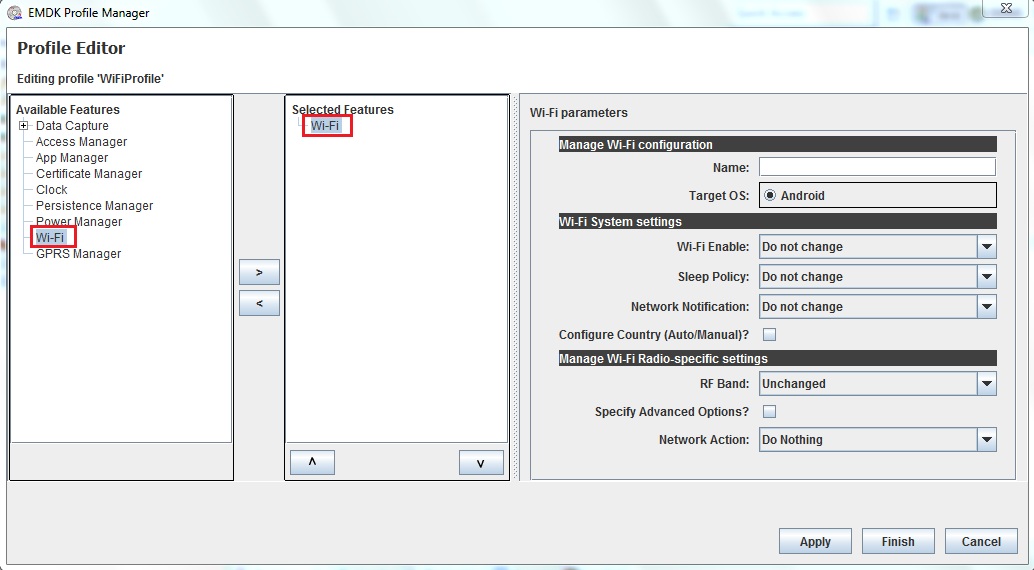 EMDK Profile Manager
Profile Editor
Editing profile 'WiFiProfile'
Available Features
Data Capture
Access Manager
App Manager
Certificate Manager
Clock
Persistence Manager
Power Manager
Wi-Fi
GPRS Manager
>
<
Selected Features
Wi-Fi
ʌ
v
Wi-Fi parameters
Manage Wi-Fi configuration
Name:
Target OS: Android
Wi-Fi System settings
Wi-Fi Enable: Do not change
Sleep Policy: Do not change
Network Notification: Do not change
Configure Country (Auto/Manual)?
Manage Wi-Fi Radio-specific settings
RF Band: Unchanged
Specify Advanced Options?
Network Action: Do Nothing
Apply Finish Cancel